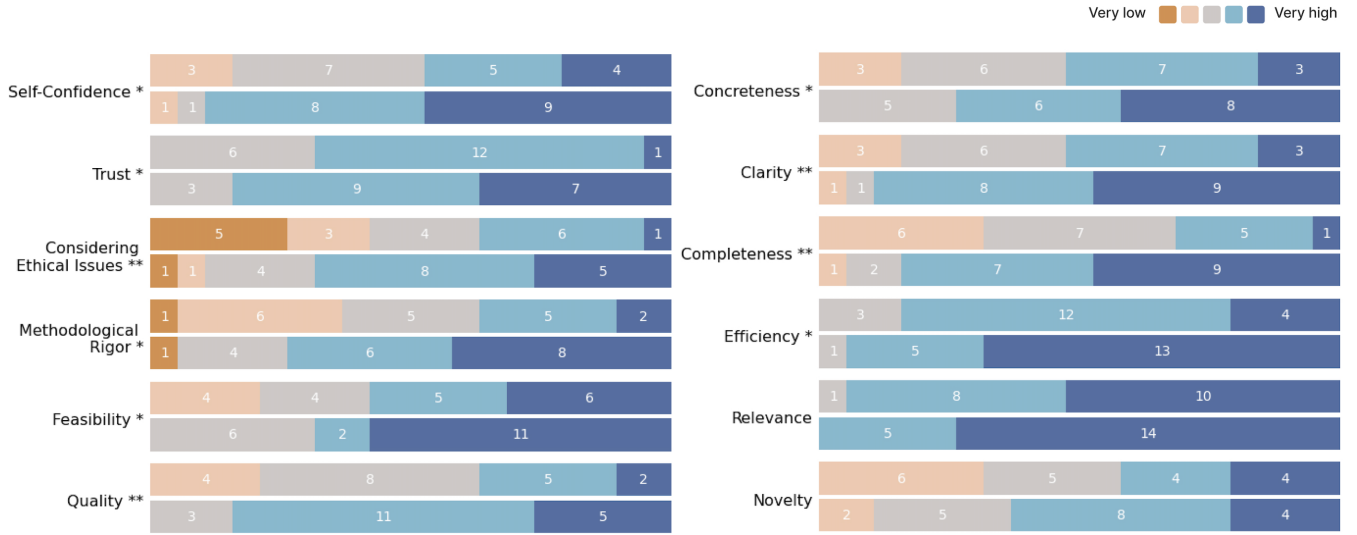 Very low Very high
Self-Confidence *
3 7 5 4
1 1 8 9
Trust *
6 12 1
3 9 7
Considering
Ethical Issues **
5 3 4 6 1
1 1 4 8 5
Methodological
Rigor *
1 6 5 5 2
1 4 6 8
Feasibility *
4 4 5 6
6 2 11
Quality **
4 8 5 2
3 11 5
Concreteness *
3 6 7 3
5 6 8
Clarity **
3 6 7 3
1 1 8 9
Completeness **
6 7 5 1
1 2 7 9
Efficiency *
3 12 4
1 5 13
Relevance
1 8 10
5 14
Novelty
6 5 4 4
2 5 8 4